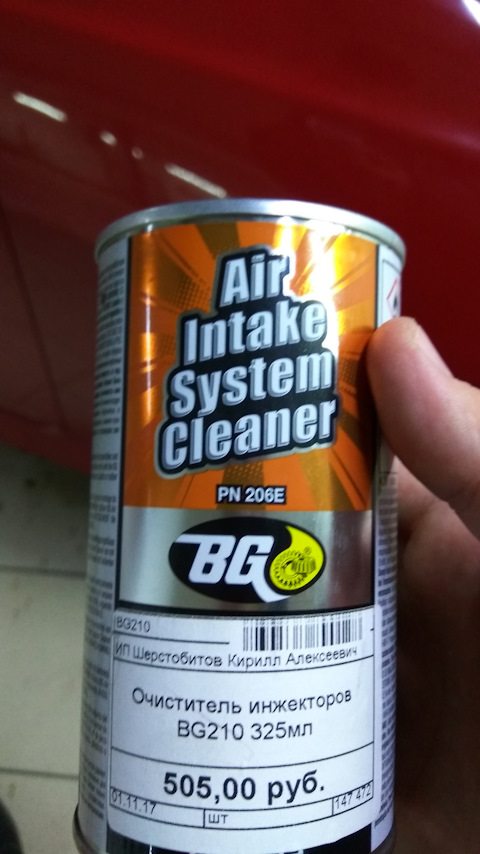 Air
Intake
System
Cleaner
PN 206E
BG
BG210
ИП Шерстобитов Кирилл Алексеевич
Очиститель инжекторов
BG210 325мл
505,00 руб.
01.11.17
шт
147 472